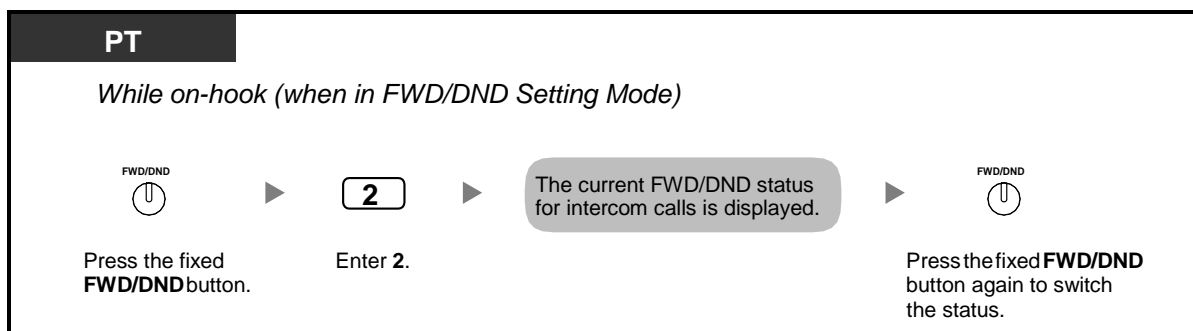 PT
While on-hook (when in FWD/DND Setting Mode)
FWD/DND
2
The current FWD/DND status
for intercom calls is displayed.
FWD/DND
Press the fixed
FWD/DND button.
Enter 2.
Press the fixed FWD/DND
button again to switch
the status.